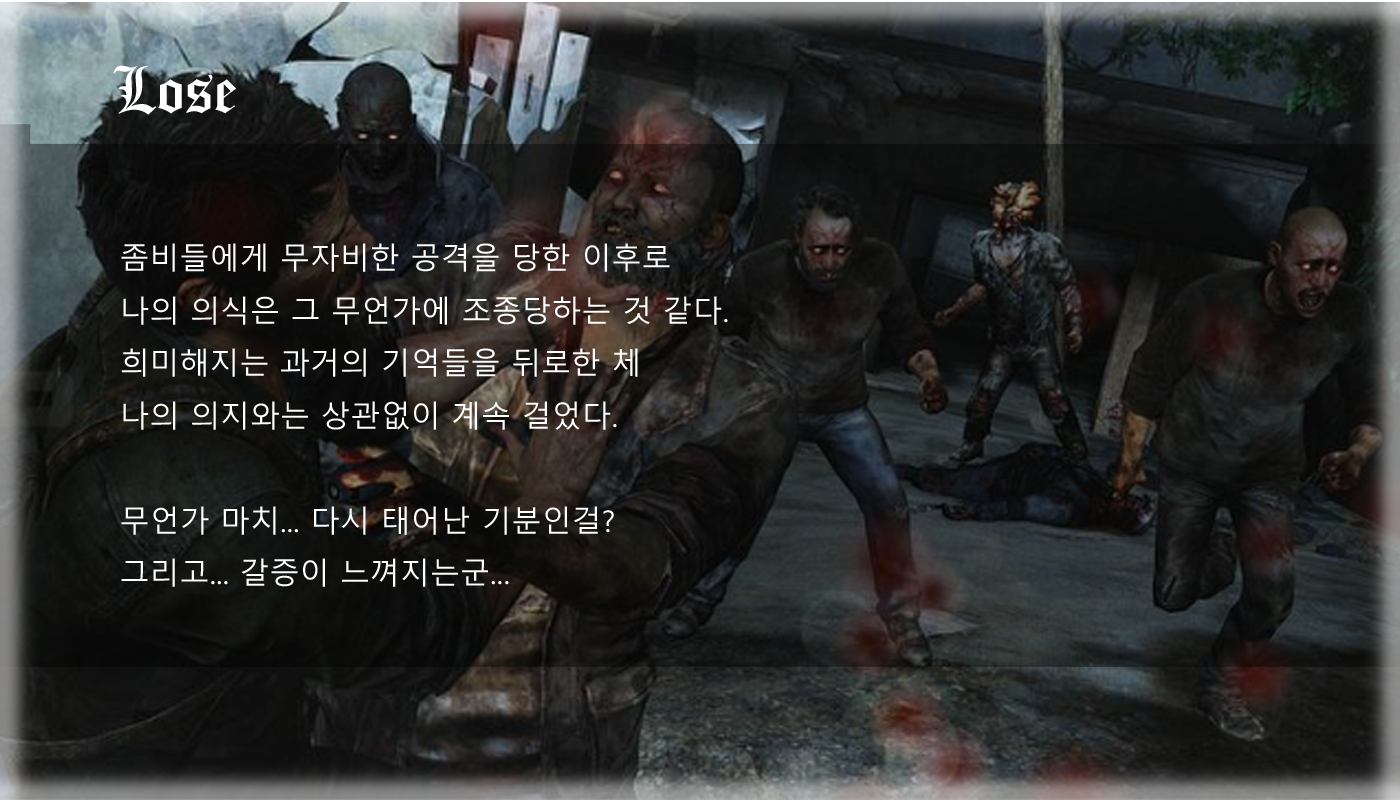 Lose
좀비들에게 무자비한 공격을 당한 이후로
나의 의식은 그 무언가에 조종당하는 것 같다.
희미해지는 과거의 기억들을 뒤로한 체
나의 의지와는 상관없이 계속 걸었다.
무언가 마치... 다시 태어난 기분인걸?
그리고... 갈증이 느껴지는군...